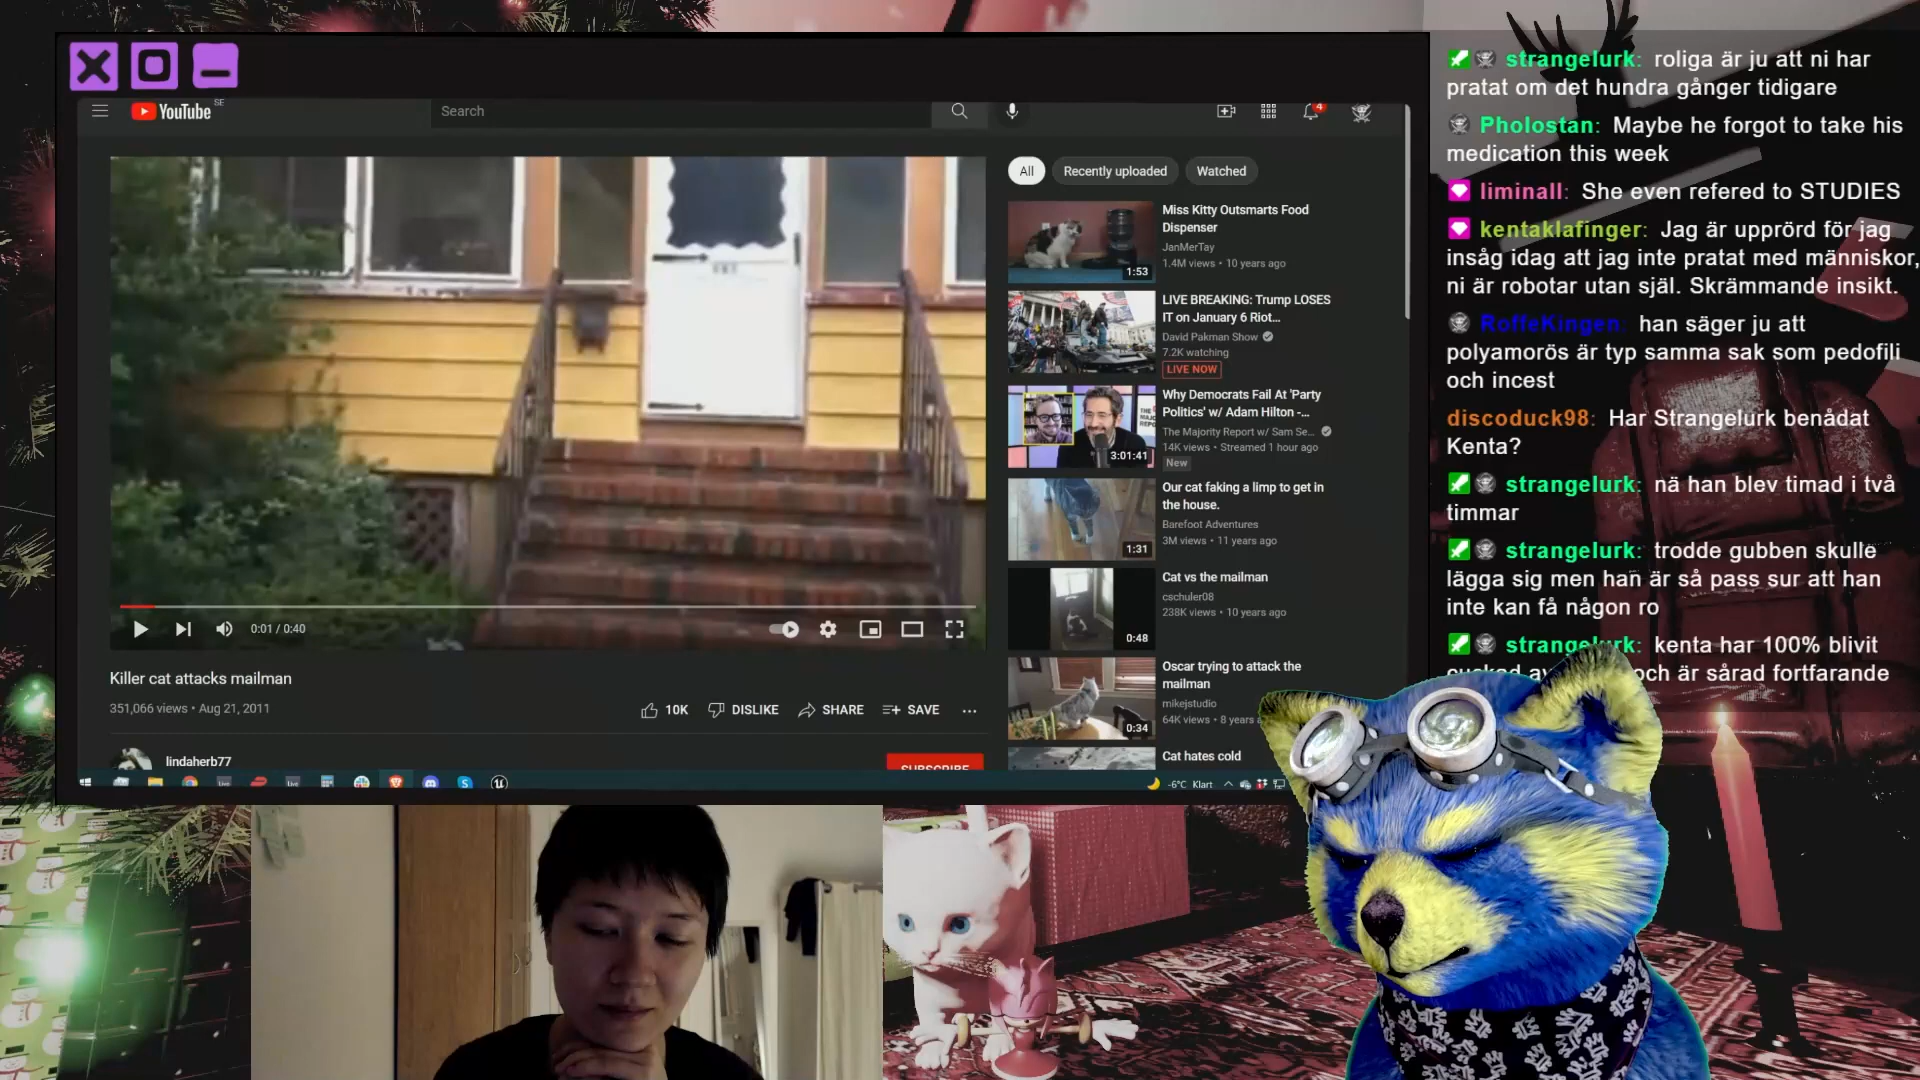 YouTube SE
Search
4
All
Recently uploaded
Watched
Miss Kitty Outsmarts Food
Dispenser
JanMerTay
1.4M views • 10 years ago
1:53
LIVE BREAKING: Trump LOSES
IT on January 6 Riot...
David Pakman Show
7.2K watching
LIVE NOW
Why Democrats Fail At 'Party
Politics' w/ Adam Hilton -...
The Majority Report w/ Sam Se...
14K views • Streamed 1 hour ago
3:01:41
New
Our cat faking a limp to get in
the house.
Barefoot Adventures
3M views • 11 years ago
1:31
Cat vs the mailman
cschuler08
238K views • 10 years ago
0:48
Oscar trying to attack the
mailman
mikejstudio
64K views • 8 years
0:34
Cat hates cold
0:01 / 0:40
Killer cat attacks mailman
351,066 views • Aug 21, 2011
10K
DISLIKE
SHARE
SAVE
lindaherb77
SUBSCRIBE
-6°C Klart
strangelurk: roliga är ju att ni har
pratat om det hundra gånger tidigare
Pholostan: Maybe he forgot to take his
medication this week
liminall: She even refered to STUDIES
kentaklafinger: Jag är upprörd för jag
insåg idag att jag inte pratat med människor,
ni är robotar utan själ. Skrämmande insikt.
RoffeKingen: han säger ju att
polyamorös är typ samma sak som pedofili
och incest
discoduck98: Har Strangelurk benådat
Kenta?
strangelurk: nä han blev timad i två
timmar
strangelurk: trodde gubben skulle
lägga sig men han är så pass sur att han
inte kan få någon ro
strangelurk: kenta har 100% blivit
cuckad av och är sårad fortfarande